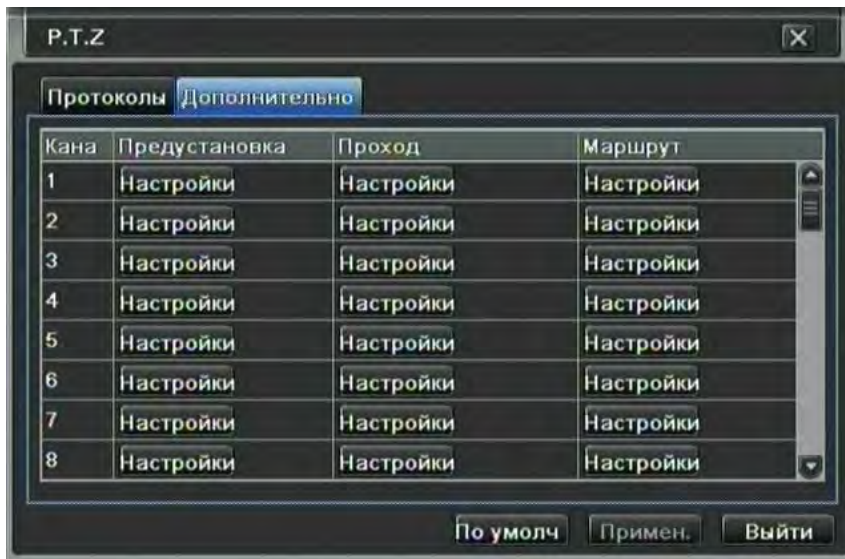 P.T.Z
Протоколы Дополнительно
Кана Предустановка Проход Маршрут
1 Настройки Настройки Настройки
2 Настройки Настройки Настройки
3 Настройки Настройки Настройки
4 Настройки Настройки Настройки
5 Настройки Настройки Настройки
6 Настройки Настройки Настройки
7 Настройки Настройки Настройки
8 Настройки Настройки Настройки
По умолч Примен. Выйти